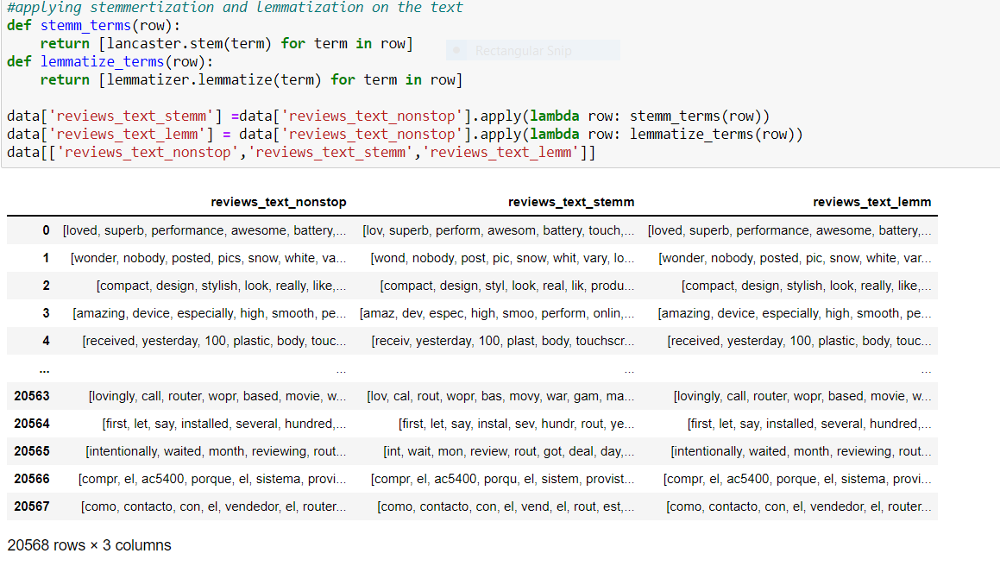 #applying stemmertization and lemmatization on the text
def stemm_terms(row):
    return [lancaster.stem(term) for term in row]
Rectangular Snip
def lemmatize_terms(row):
    return [lemmatizer.lemmatize(term) for term in row]
data['reviews_text_stemm'] =data['reviews_text_nonstop'].apply(lambda row: stemm_terms(row))
data['reviews_text_lemm'] = data['reviews_text_nonstop'].apply(lambda row: lemmatize_terms(row))
data[['reviews_text_nonstop','reviews_text_stemm','reviews_text_lemm']]
reviews_text_nonstop reviews_text_stemm reviews_text_lemm
0 [loved, superb, performance, awesome, battery,... [lov, superb, perform, awesom, battery, touch,... [loved, superb, performance, awesome, battery,...
1 [wonder, nobody, posted, pics, snow, white, va... [wond, nobody, post, pic, snow, whit, vary, lo... [wonder, nobody, posted, pic, snow, white, var...
2 [compact, design, stylish, look, really, like,... [compact, design, styl, look, real, lik, produ... [compact, design, stylish, look, really, like,...
3 [amazing, device, especially, high, smooth, pe... [amaz, dev, espec, high, smoo, perform, onlin,... [amazing, device, especially, high, smooth, pe...
4 [received, yesterday, 100, plastic, body, touc... [receiv, yesterday, 100, plast, body, touchscr... [received, yesterday, 100, plastic, body, touc...
... ... ... ...
20563 [lovingly, call, router, wopr, based, movie, w... [lov, cal, rout, wopr, bas, movy, war, gam, ma... [lovingly, call, router, wopr, based, movie, w...
20564 [first, let, say, installed, several, hundred,... [first, let, say, instal, sev, hundr, rout, ye... [first, let, say, installed, several, hundred,...
20565 [intentionally, waited, month, reviewing, rout... [int, wait, mon, review, rout, got, deal, day,... [intentionally, waited, month, reviewing, rout...
20566 [compr, el, ac5400, porque, el, sistema, provi... [compr, el, ac5400, porqu, el, sistem, provist... [compr, el, ac5400, porque, el, sistema, provi...
20567 [como, contacto, con, el, vendedor, el, router... [como, contacto, con, el, vend, el, rout, est,... [como, contacto, con, el, vendedor, el, router...
20568 rows × 3 columns